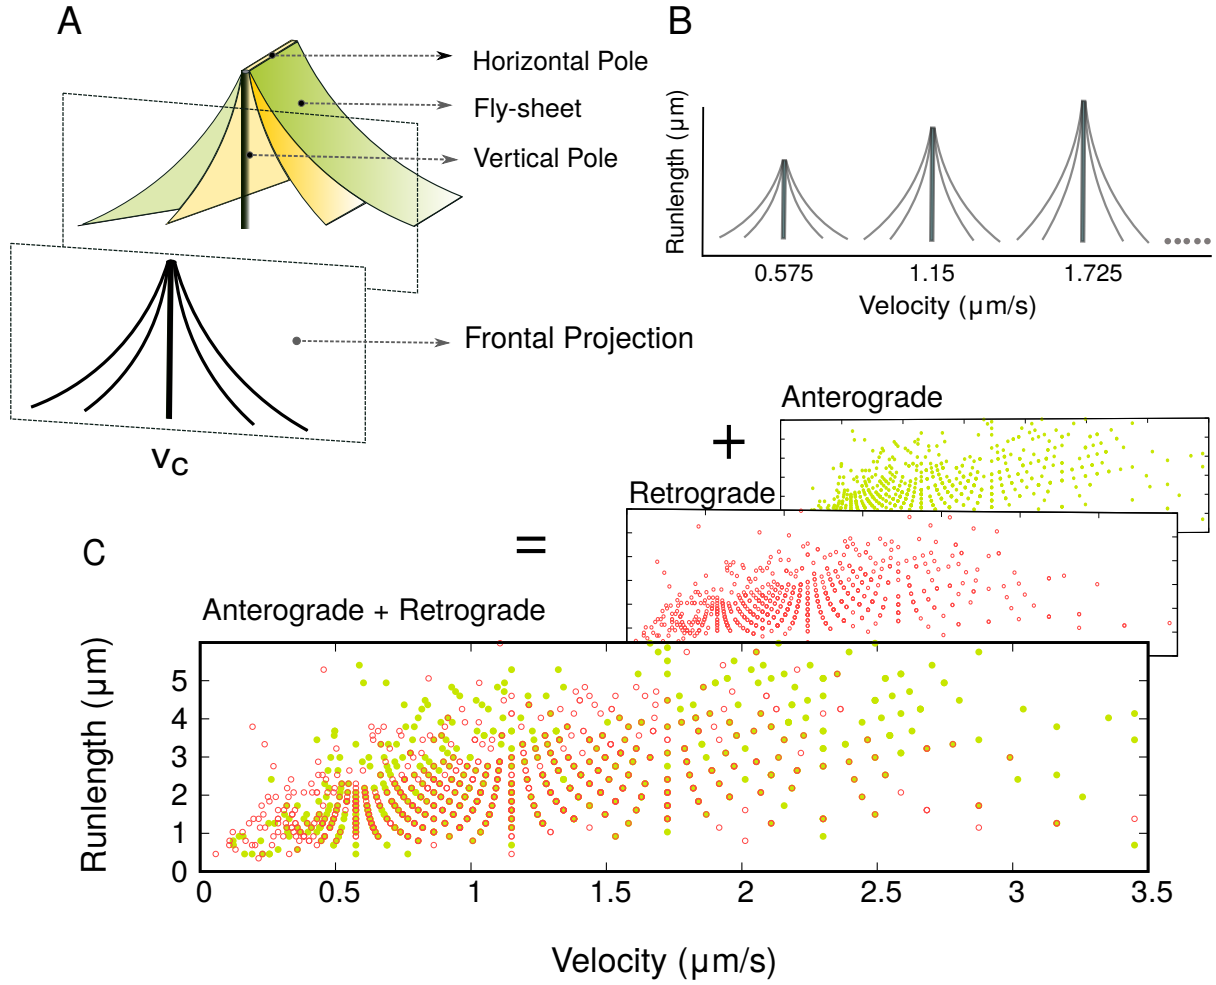 A
Horizontal Pole
Fly-sheet
Vertical Pole
Frontal Projection
vc
B
Runlength (µm)
0.575 1.15 1.725
Velocity (µm/s)
Anterograde
+
Retrograde
=
C
Anterograde + Retrograde
Runlength (µm)
5
4
3
2
1
0
0 0.5 1 1.5 2 2.5 3 3.5
Velocity (µm/s)